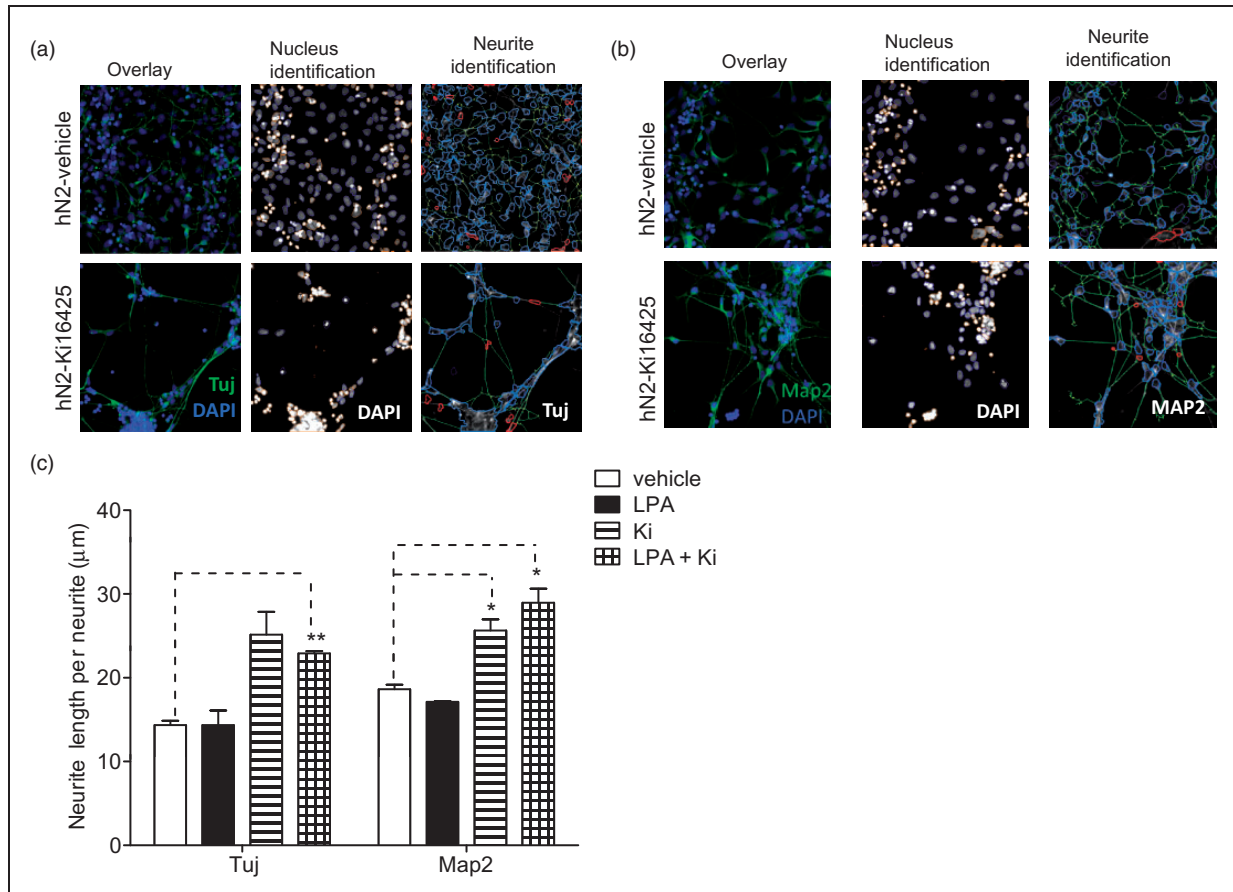 (a)
Overlay
Nucleus
identification
Neurite
identification
hN2-vehicle
hN2-Ki16425
Tuj
DAPI
DAPI
Tuj
(b)
Overlay
Nucleus
identification
Neurite
identification
hN2-vehicle
hN2-Ki16425
Map2
DAPI
DAPI
MAP2
(c)
vehicle
LPA
Ki
LPA + Ki
Neurite length per neurite (μm)
40
30
20
10
0
**
*
*
Tuj
Map2